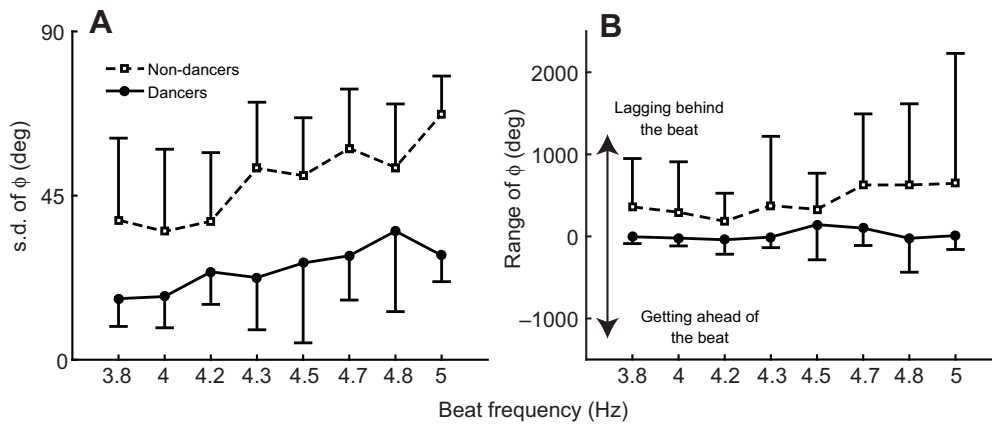 A
90
45
0
s.d. of ϕ (deg)
Non-dancers
Dancers
3.8 4 4.2 4.3 4.5 4.7 4.8 5
B
2000
1000
0
–1000
Range of ϕ (deg)
Lagging behind
the beat
Getting ahead of
the beat
3.8 4 4.2 4.3 4.5 4.7 4.8 5
Beat frequency (Hz)